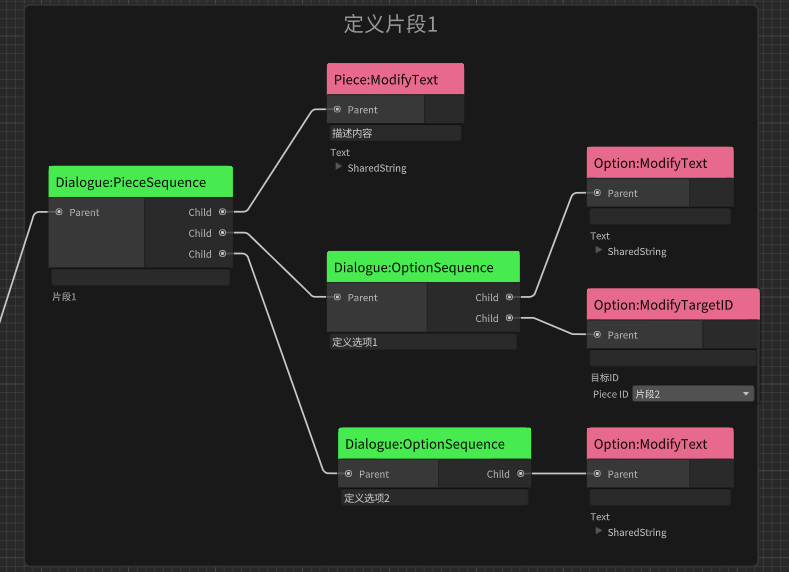 定义片段1
Piece:ModifyText
Parent
描述内容
Text
SharedString
Dialogue:PieceSequence
Parent
Child
Child
Child
片段1
Dialogue:OptionSequence
Parent
Child
Child
定义选项1
Option:ModifyText
Parent
Text
SharedString
Option:ModifyTargetID
Parent
目标ID
Piece ID 片段2
Dialogue:OptionSequence
Parent
Child
定义选项2
Option:ModifyText
Parent
Text
SharedString